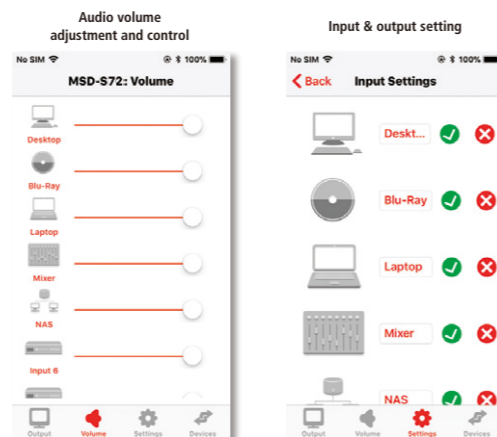 Audio volume
adjustment and control
No SIM 100%
MSD-S72:: Volume
Desktop
Blu-Ray
Laptop
Mixer
NAS
Input 6
Output Volume Settings Devices
Input & output setting
No SIM 100%
Back Input Settings
Deskt...
Blu-Ray
Laptop
Mixer
NAS
Output Volume Settings Devices